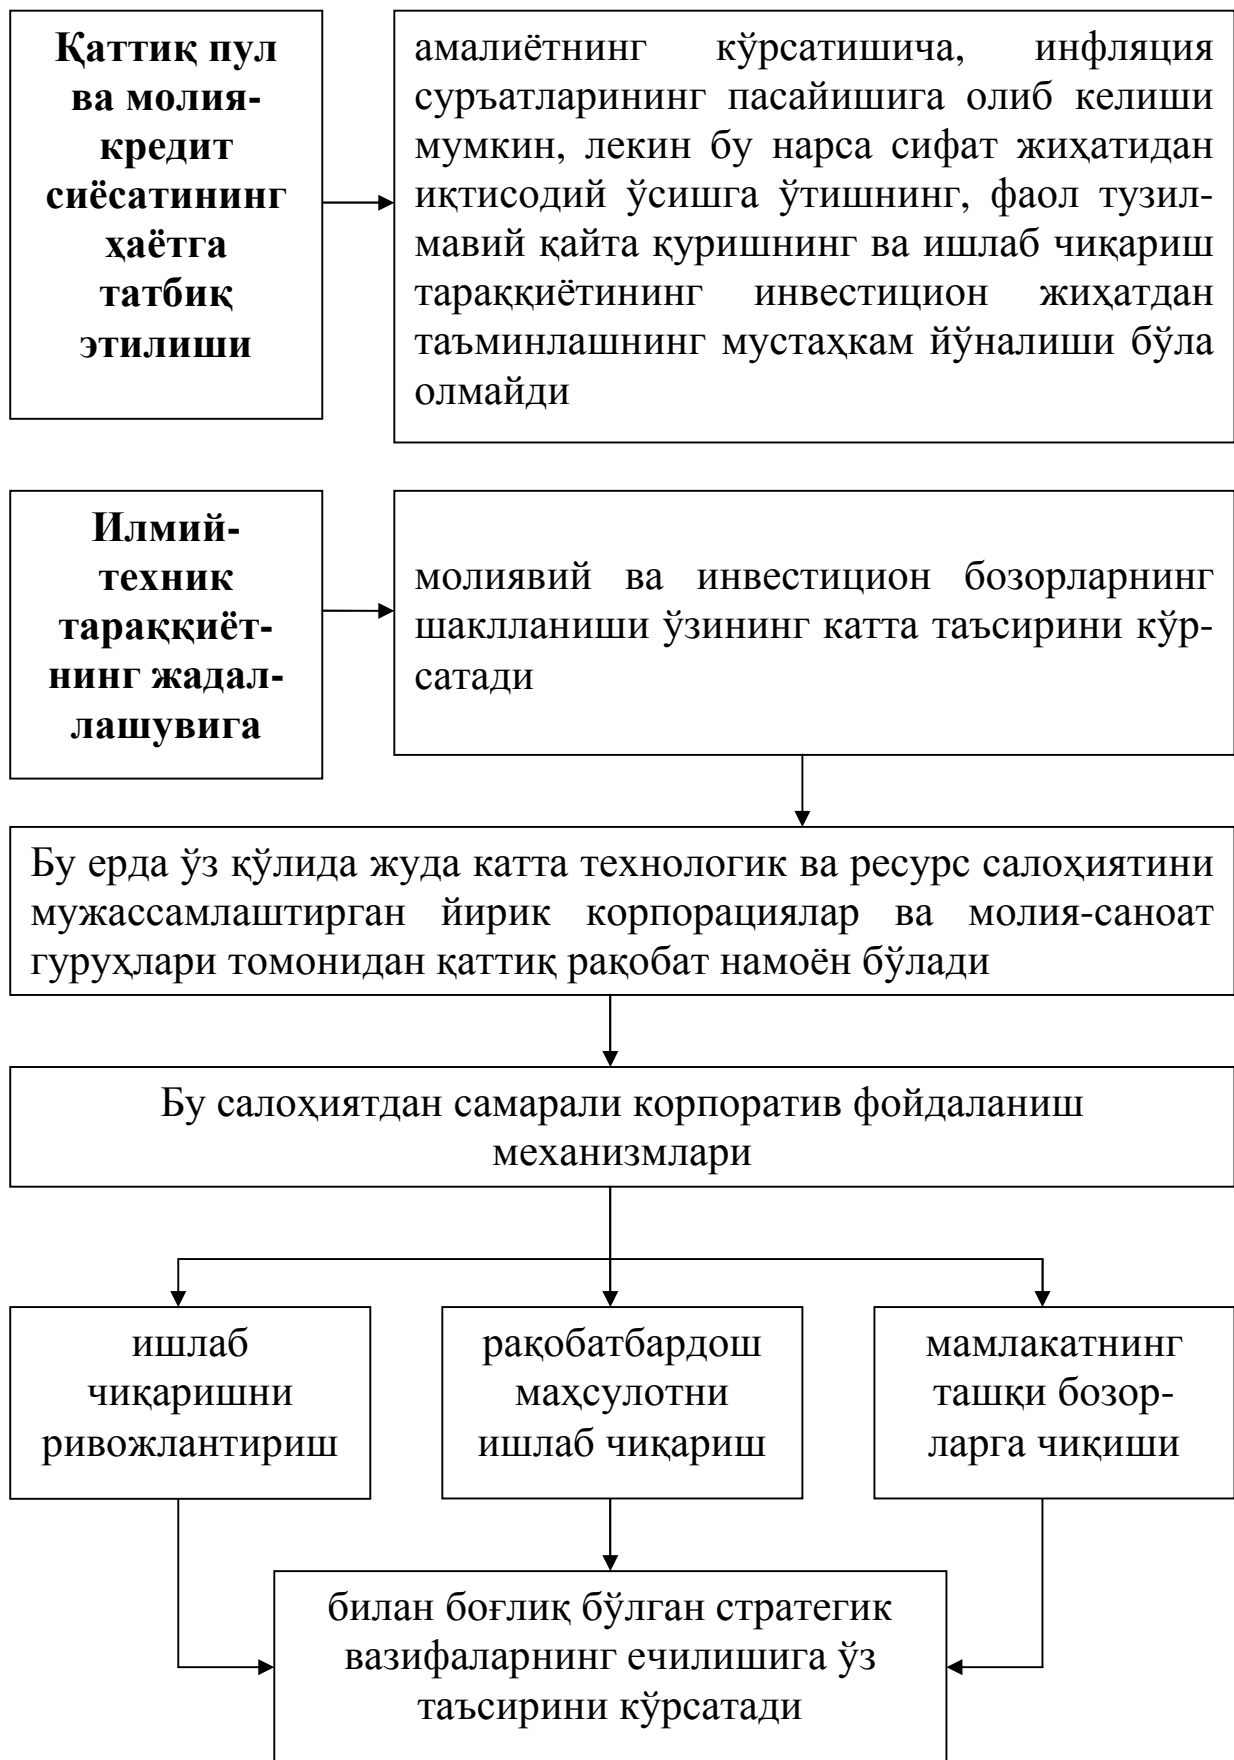 Қаттиқ пул
ва молия-
кредит
сиёсатининг
ҳаётга
татбиқ
этилиши
амалиётнинг кўрсатишича, инфляция
суръатларининг пасайишига олиб келиши
мумкин, лекин бу нарса сифат жиҳатидан
иқтисодий ўсишга ўтишнинг, фаол тузил-
мавий қайта қуришнинг ва ишлаб чиқариш
тараққиётининг инвестицион жиҳатдан
таъминлашнинг мустаҳкам йўналиши бўла
олмайди
Илмий-
техник
тараққиёт-
нинг жадал-
лашувига
молиявий ва инвестицион бозорларнинг
шаклланиши ўзининг катта таъсирини кўр-
сатади
Бу ерда ўз қўлида жуда катта технологик ва ресурс салоҳиятини
мужассамлаштирган йирик корпорациялар ва молия-саноат
гуруҳлари томонидан қаттиқ рақобат намоён бўлади
Бу салоҳиятдан самарали корпоратив фойдаланиш
механизмлари
ишлаб
чиқаришни
ривожлантириш
рақобатбардош
маҳсулотни
ишлаб чиқариш
мамлакатнинг
ташқи бозор-
ларга чиқиши
билан боғлиқ бўлган стратегик
вазифаларнинг ечилишига ўз
таъсирини кўрсатади